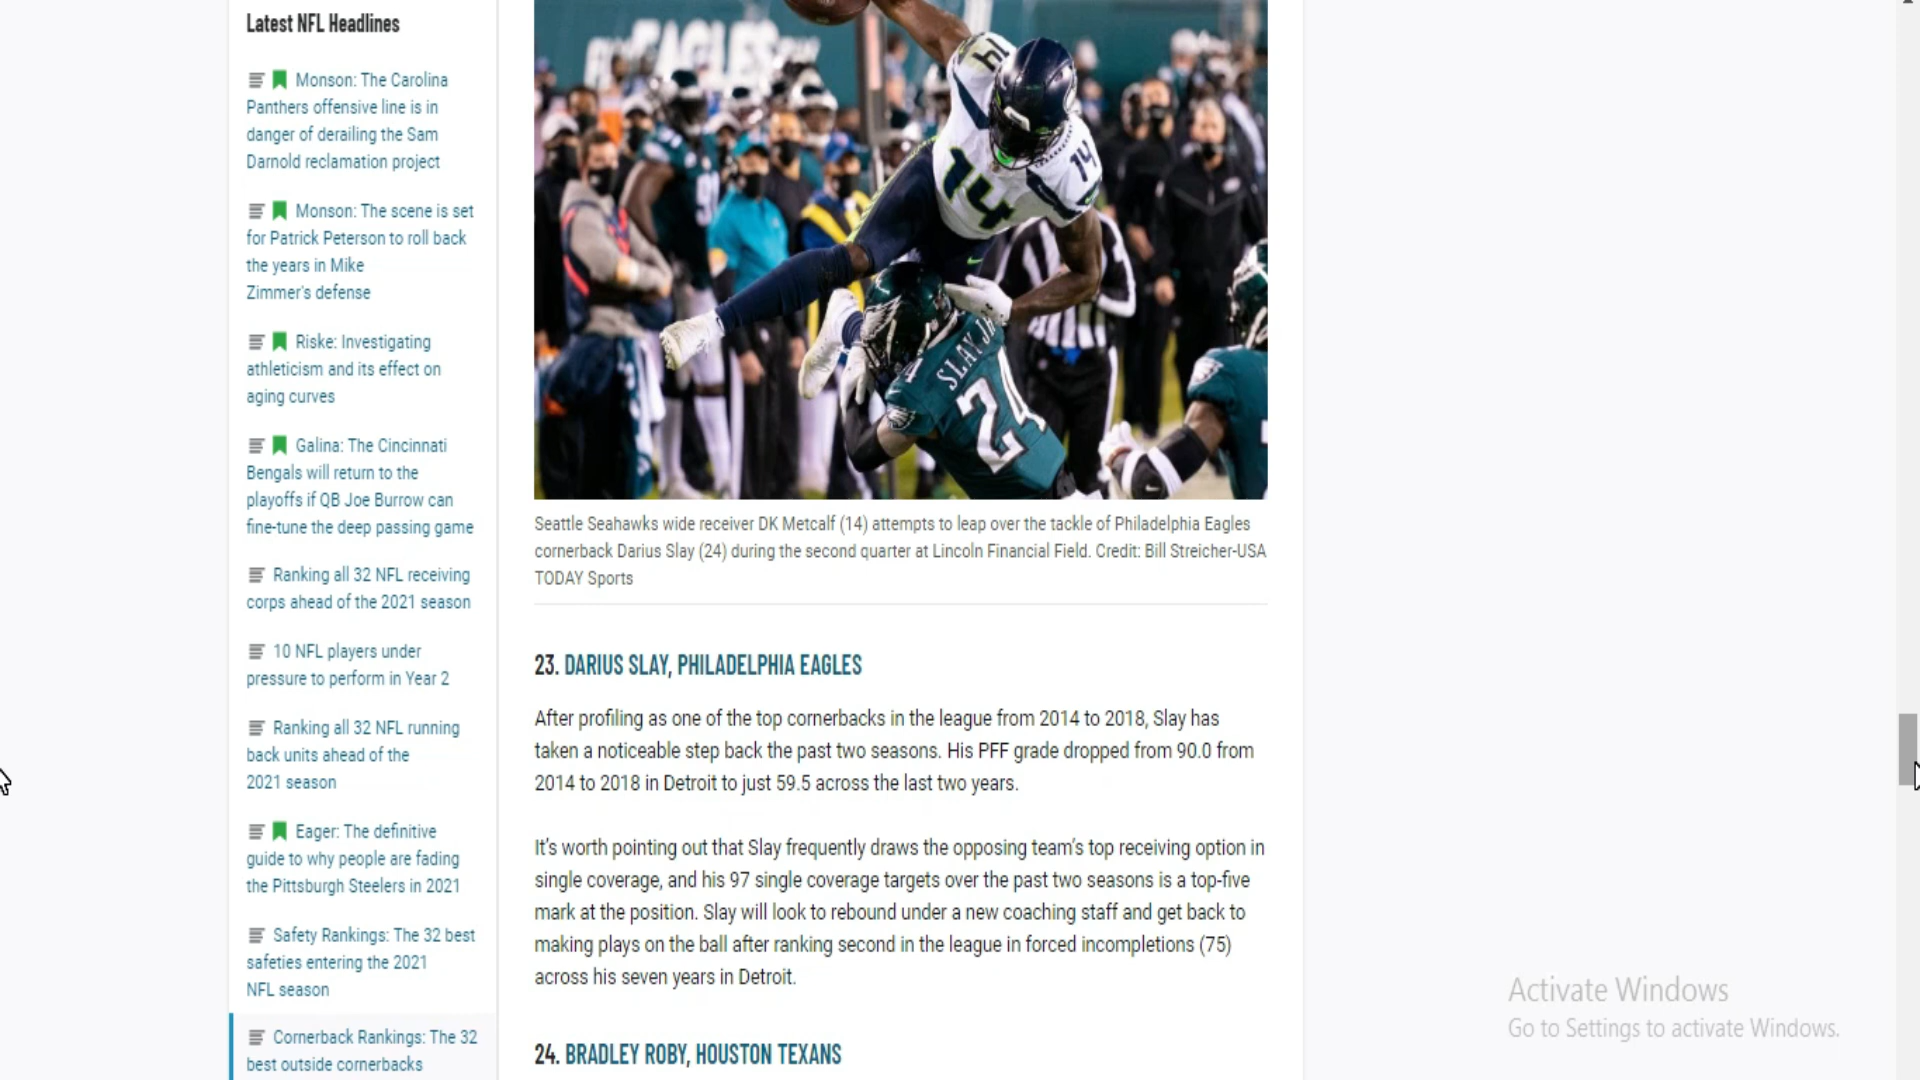 Latest NFL Headlines
Monson: The Carolina
Panthers offensive line is in
danger of derailing the Sam
Darnold reclamation project
Monson: The scene is set
for Patrick Peterson to roll back
the years in Mike
Zimmer's defense
Riske: Investigating
athleticism and its effect on
aging curves
Galina: The Cincinnati
Bengals will return to the
playoffs if QB Joe Burrow can
fine-tune the deep passing game
Ranking all 32 NFL receiving
corps ahead of the 2021 season
10 NFL players under
pressure to perform in Year 2
Ranking all 32 NFL running
back units ahead of the
2021 season
Eager: The definitive
guide to why people are fading
the Pittsburgh Steelers in 2021
Safety Rankings: The 32 best
safeties entering the 2021
NFL season
Cornerback Rankings: The 32
best outside cornerbacks
EAGLES
14
14
14
SLAY JR
24
Seattle Seahawks wide receiver DK Metcalf (14) attempts to leap over the tackle of Philadelphia Eagles
cornerback Darius Slay (24) during the second quarter at Lincoln Financial Field. Credit: Bill Streicher-USA
TODAY Sports
23. DARIUS SLAY, PHILADELPHIA EAGLES
After profiling as one of the top cornerbacks in the league from 2014 to 2018, Slay has
taken a noticeable step back the past two seasons. His PFF grade dropped from 90.0 from
2014 to 2018 in Detroit to just 59.5 across the last two years.
It's worth pointing out that Slay frequently draws the opposing team's top receiving option in
single coverage, and his 97 single coverage targets over the past two seasons is a top-five
mark at the position. Slay will look to rebound under a new coaching staff and get back to
making plays on the ball after ranking second in the league in forced incompletions (75)
across his seven years in Detroit.
24. BRADLEY ROBY, HOUSTON TEXANS
Activate Windows
Go to Settings to activate Windows.